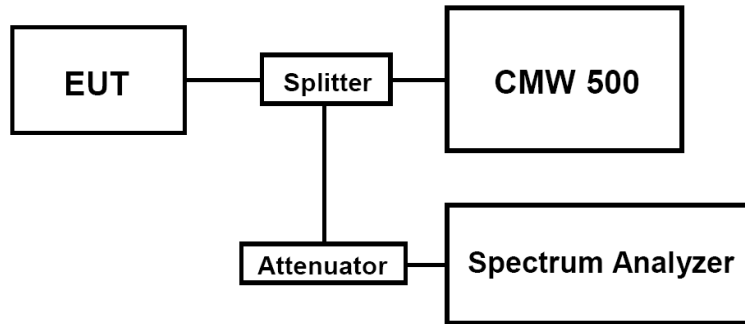 EUT
Splitter
CMW 500
Attenuator
Spectrum Analyzer